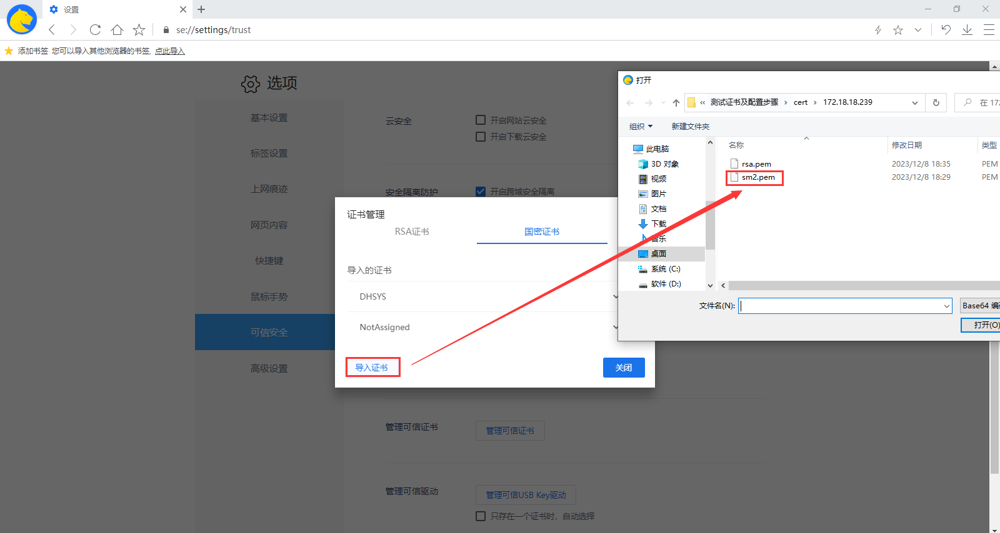 设置
se://settings/trust
添加书签 您可以导入其他浏览器的书签, 点此导入
选项
基本设置
标签设置
上网痕迹
网页内容
快捷键
鼠标手势
可信安全
高级设置
云安全
开启网站云安全
开启下载云安全
安全隔离防护
开启跨域安全隔离
证书管理
RSA证书
国密证书
导入的证书
DHSYS
NotAssigned
导入证书
关闭
管理可信证书
管理可信证书
管理可信驱动
管理可信USB Key驱动
只存在一个证书时，自动选择
打开
« 测试证书及配置步骤 › cert › 172.18.18.239
在 172
组织
新建文件夹
此电脑
3D 对象
视频
图片
文档
下载
音乐
桌面
系统 (C:)
软件 (D:)
名称
修改日期
类型
rsa.pem
2023/12/8 18:35
PEM
sm2.pem
2023/12/8 18:29
PEM
文件名(N):
Base64 编
打开(O)